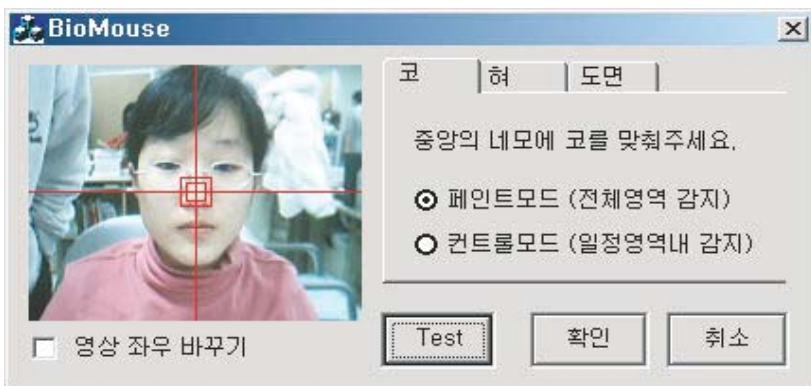 BioMouse
코 혀 도면
중앙의 네모에 코를 맞춰주세요.
페인트모드 (전체영역 감지)
컨트롤모드 (일정영역내 감지)
영상 좌우 바꾸기
Test 확인 취소